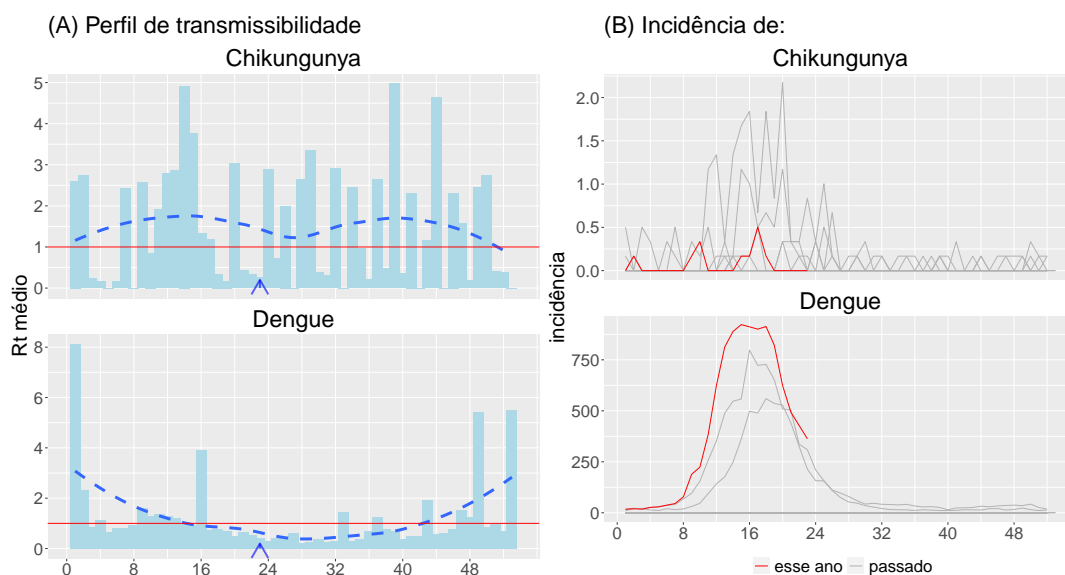 (A) Perfil de transmissibilidade
Chikungunya
5
4
3
2
1
0
Dengue
8
6
4
2
0
Rt médio
0 8 16 24 32 40 48
(B) Incidência de:
Chikungunya
2.0
1.5
1.0
0.5
0.0
Dengue
750
500
250
0
incidência
0 8 16 24 32 40 48
esse ano passado